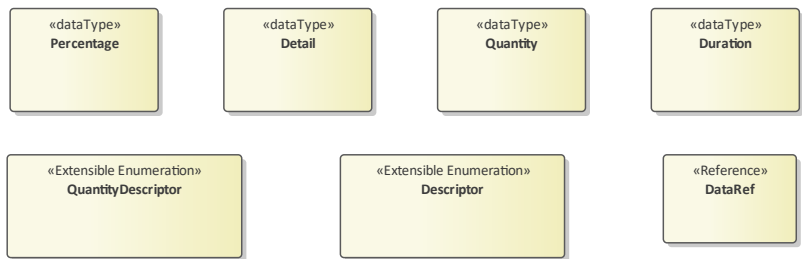 «dataType»
Percentage
«dataType»
Detail
«dataType»
Quantity
«dataType»
Duration
«Extensible Enumeration»
QuantityDescriptor
«Extensible Enumeration»
Descriptor
«Reference»
DataRef